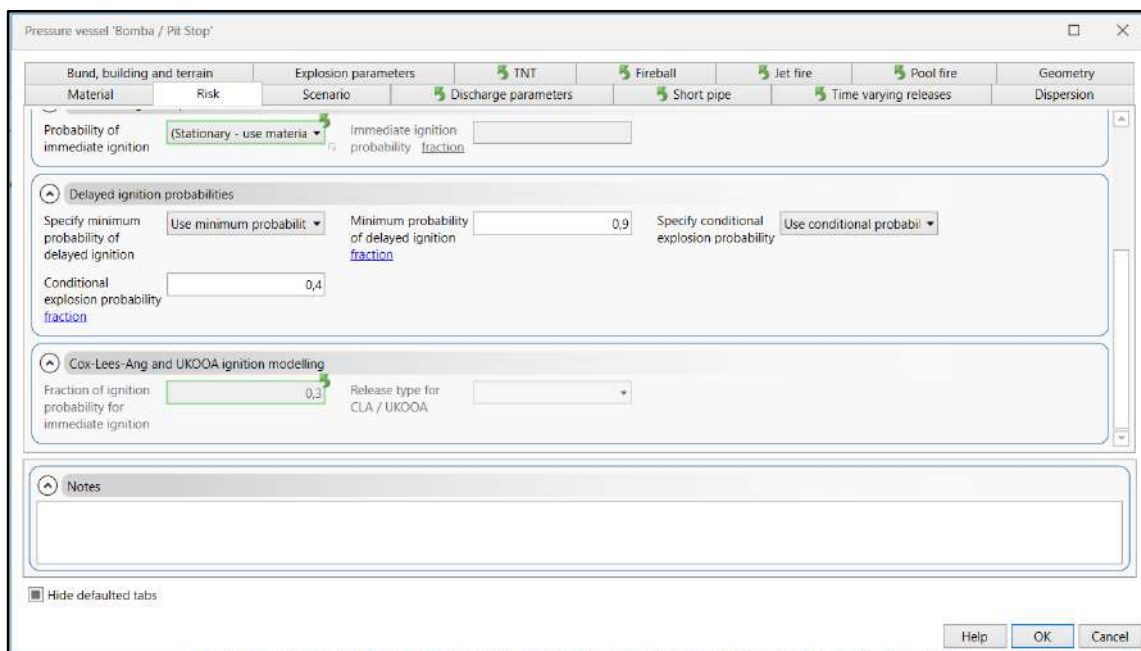 Pressure vessel 'Bomba / Pit Stop'
Bund, building and terrain Explosion parameters TNT Fireball Jet fire Pool fire Geometry
Material Risk Scenario Discharge parameters Short pipe Time varying releases Dispersion
Probability of immediate ignition (Stationary - use materia Immediate ignition probability fraction
Delayed ignition probabilities
Specify minimum Use minimum probabilit Minimum probability 0,9 Specify conditional Use conditional probabil
probability of of delayed ignition explosion probability
delayed ignition fraction
Conditional 0,4
explosion probability
fraction
Cox-Lees-Ang and UKOOA ignition modelling
Fraction of ignition 0,3 Release type for
probability for CLA / UKOOA
immediate ignition
Notes
Hide defaulted tabs
Help OK Cancel